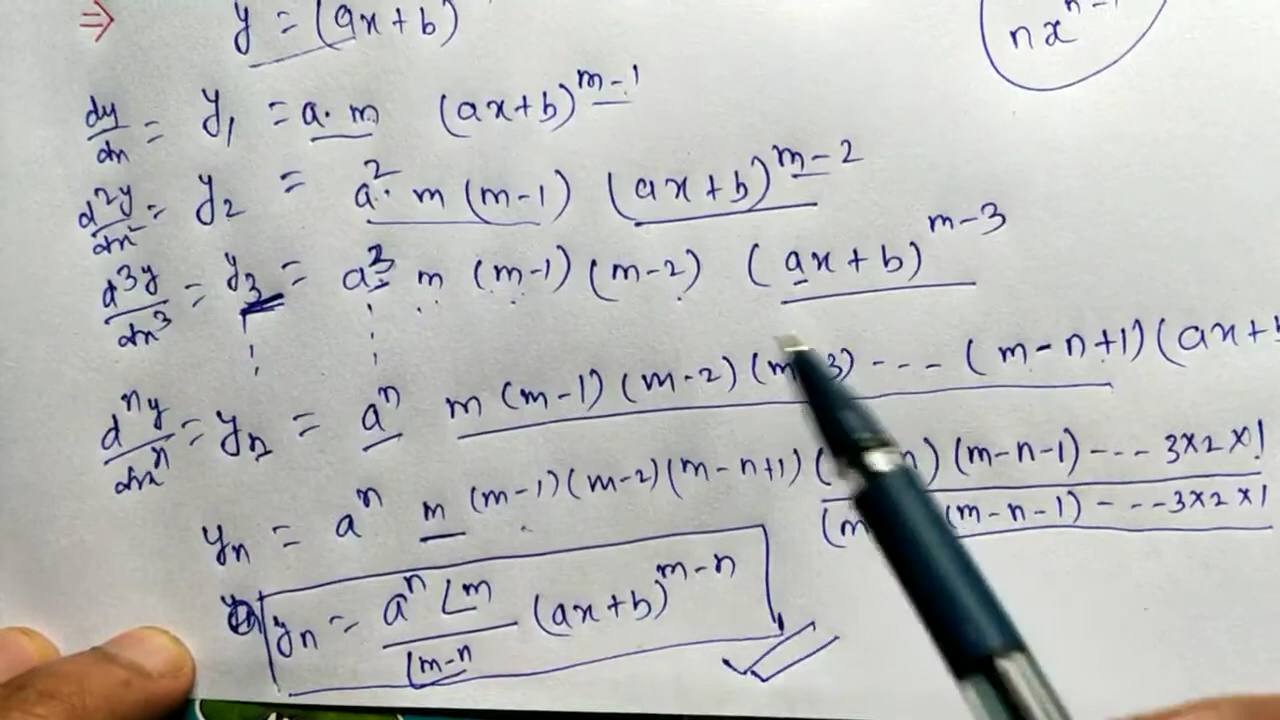 ⇒ y = (ax+b)
nxⁿ⁻
dy/dx = y₁ = a·m (ax+b)^{m-1}
d²y/dx² = y₂ = a²· m (m-1) (ax+b)^{m-2}
d³y/dx³ = y₃ = a³ m (m-1) (m-2) (ax+b)^{m-3}
dⁿy/dxⁿ = yₙ = aⁿ m (m-1) (m-2) (m-3) ---- (m-n+1) (ax+b
yₙ = aⁿ m (m-1) (m-2) (m-n+1) (n) (m-n-1) ---- 3×2×1
(m (m-n-1) ---- 3×2×1
yₙ = aⁿ ⌊m / ⌊m-n (ax+b)^{m-n}